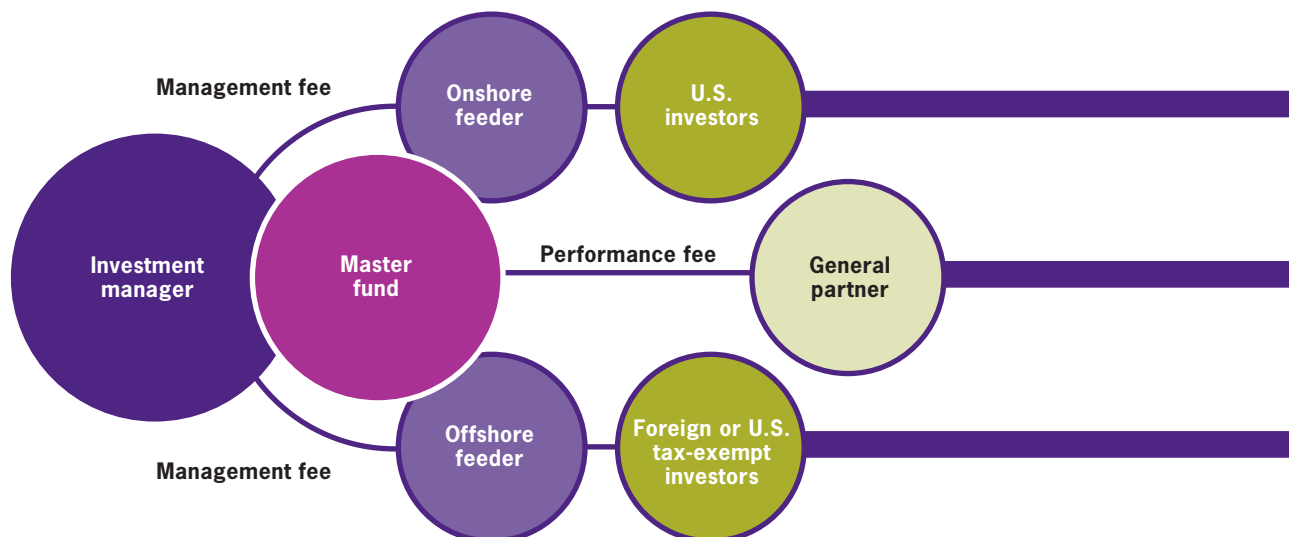 Management fee
Onshore
feeder
U.S.
investors
Investment
manager
Master
fund
Performance fee
General
partner
Management fee
Offshore
feeder
Foreign or U.S.
tax-exempt
investors